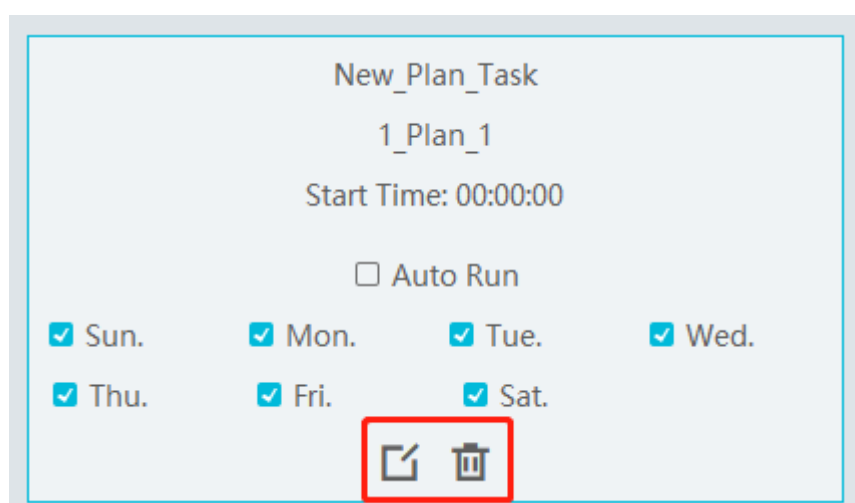 New_Plan_Task
1_Plan_1
Start Time: 00:00:00
Auto Run
Sun. Mon. Tue. Wed.
Thu. Fri. Sat.